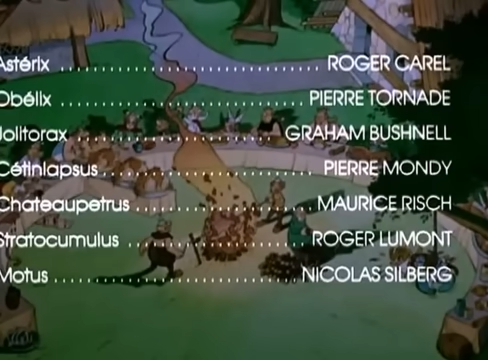 Astérix .......................... ROGER CAREL
Obélix ........................ PIERRE TORNADE
Jolitorax ..................... GRAHAM BUSHNELL
Cétinlapsus .................... PIERRE MONDY
Chateaupetrus .................. MAURICE RISCH
Stratocumulus .................. ROGER LUMONT
Motus ......................... NICOLAS SILBERG